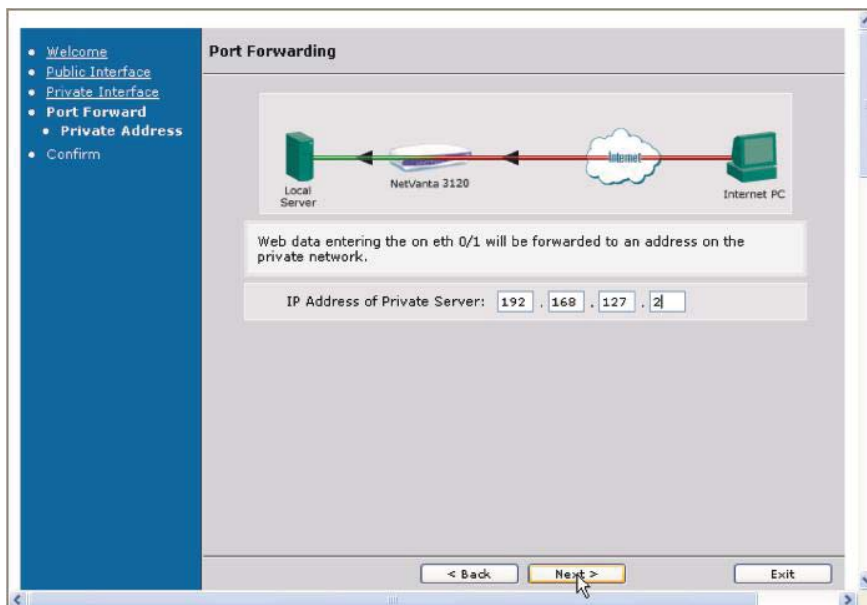 Welcome
Public Interface
Private Interface
Port Forward
Private Address
Confirm
Port Forwarding
Local
Server
NetVanta 3120
Internet
Internet PC
Web data entering the on eth 0/1 will be forwarded to an address on the
private network.
IP Address of Private Server: 192 . 168 . 127 . 2
< Back
Next >
Exit